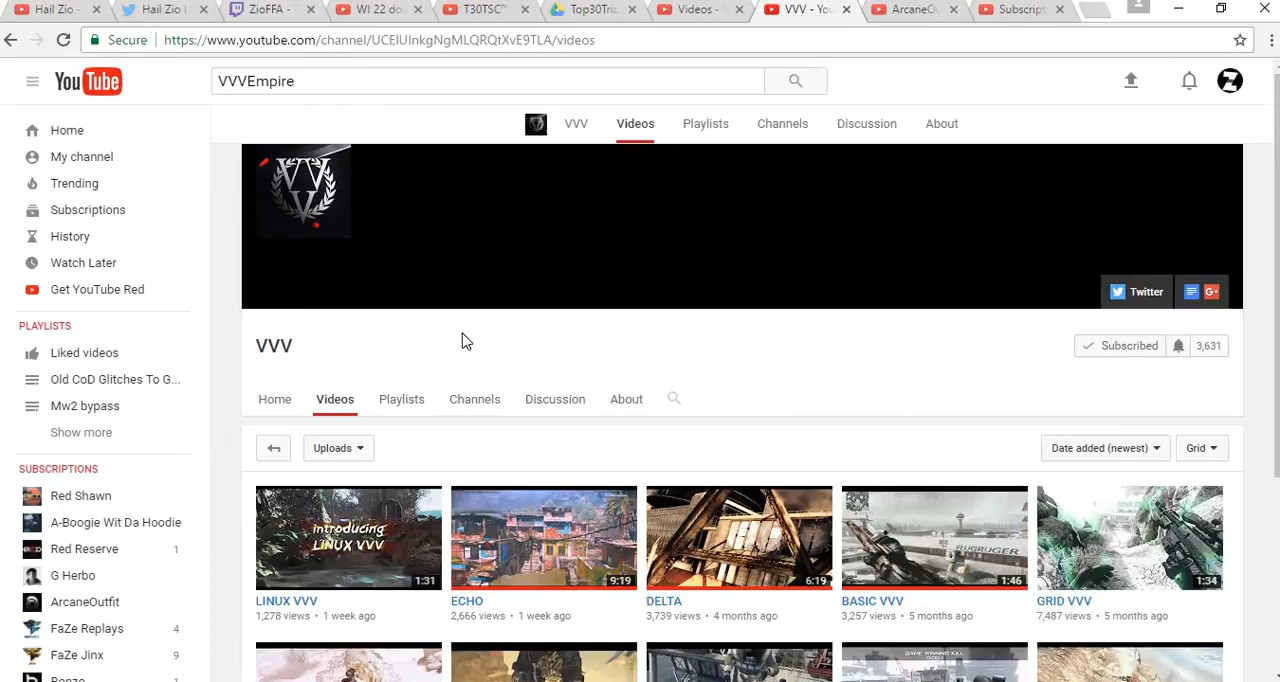 Hail Zio - Hail Zio ( ZioFFA - WI 22 do T30TSC™ Top30Tric Videos - VVV - You ArcaneO Subscript
Secure https://www.youtube.com/channel/UCEIUInkgNgMLQRQtXvE9TLA/videos
YouTube VVVEmpire
VVV Videos Playlists Channels Discussion About
Home
My channel
Trending
Subscriptions
History
Watch Later
Get YouTube Red
PLAYLISTS
Liked videos
Old CoD Glitches To G...
Mw2 bypass
Show more
SUBSCRIPTIONS
Red Shawn
A-Boogie Wit Da Hoodie
Red Reserve 1
G Herbo
ArcaneOutfit
FaZe Replays 4
FaZe Jinx 9
VVV
Twitter
VVV
Subscribed 3,631
Home Videos Playlists Channels Discussion About
Uploads Date added (newest) Grid
introducing
LINUX VVV
1:31 9:19 6:19 1:46 1:34
LINUX VVV ECHO DELTA BASIC VVV GRID VVV
1,278 views • 1 week ago 2,666 views • 1 week ago 3,739 views • 4 months ago 3,257 views • 5 months ago 7,487 views • 5 months ago